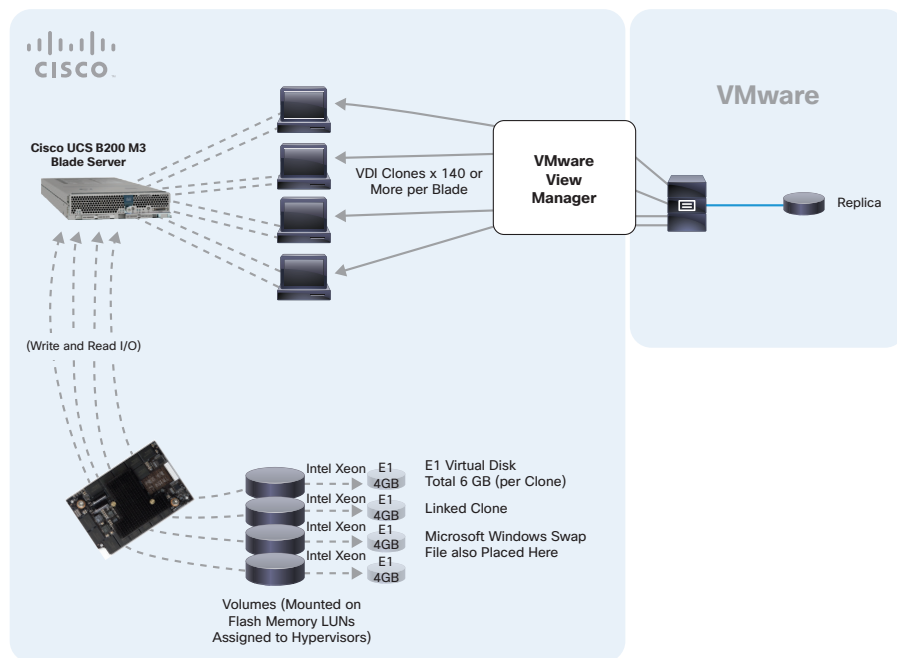 CISCO
VMware
Cisco UCS B200 M3
Blade Server
VDI Clones x 140 or
More per Blade
VMware
View
Manager
Replica
(Write and Read I/O)
Intel Xeon
E1
4GB
E1 Virtual Disk
Total 6 GB (per Clone)
Intel Xeon
E1
4GB
Linked Clone
Intel Xeon
E1
4GB
Microsoft Windows Swap
File also Placed Here
Intel Xeon
E1
4GB
Volumes (Mounted on
Flash Memory LUNs
Assigned to Hypervisors)